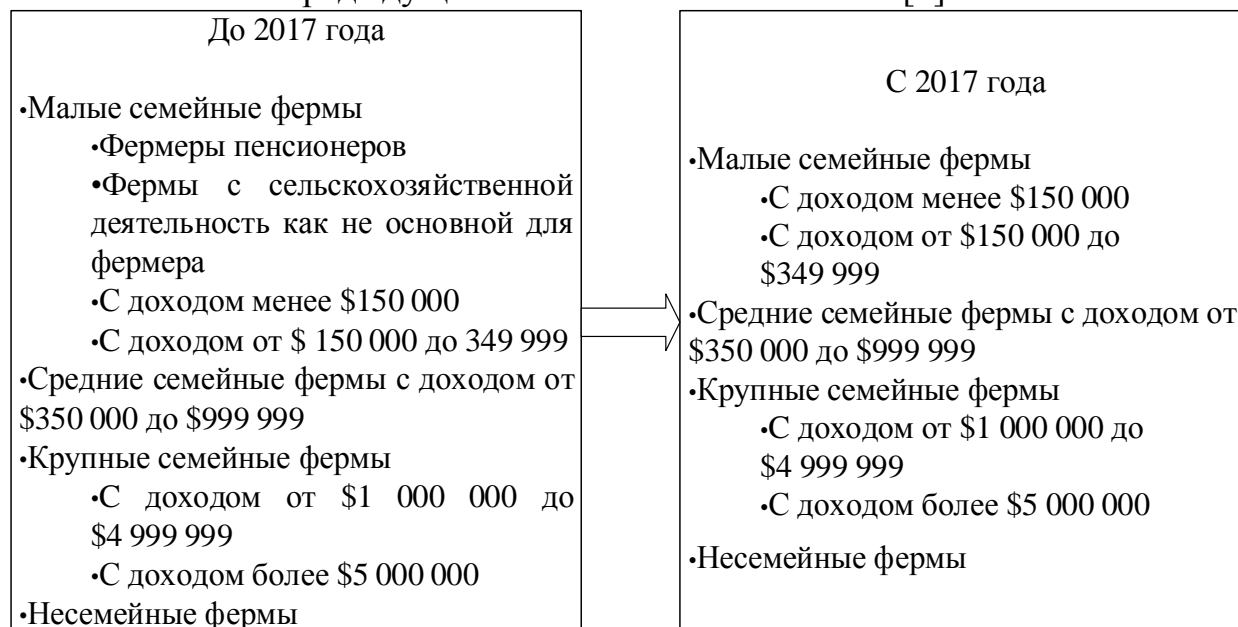 До 2017 года
•Малые семейные фермы
•Фермеры пенсионеров
•Фермы с сельскохозяйственной
деятельность как не основной для
фермера
•С доходом менее $150 000
•С доходом от $ 150 000 до 349 999
•Средние семейные фермы с доходом от
$350 000 до $999 999
•Крупные семейные фермы
•С доходом от $1 000 000 до
$4 999 999
•С доходом более $5 000 000
•Несемейные фермы
С 2017 года
•Малые семейные фермы
•С доходом менее $150 000
•С доходом от $150 000 до
$349 999
•Средние семейные фермы с доходом от
$350 000 до $999 999
•Крупные семейные фермы
•С доходом от $1 000 000 до
$4 999 999
•С доходом более $5 000 000
•Несемейные фермы